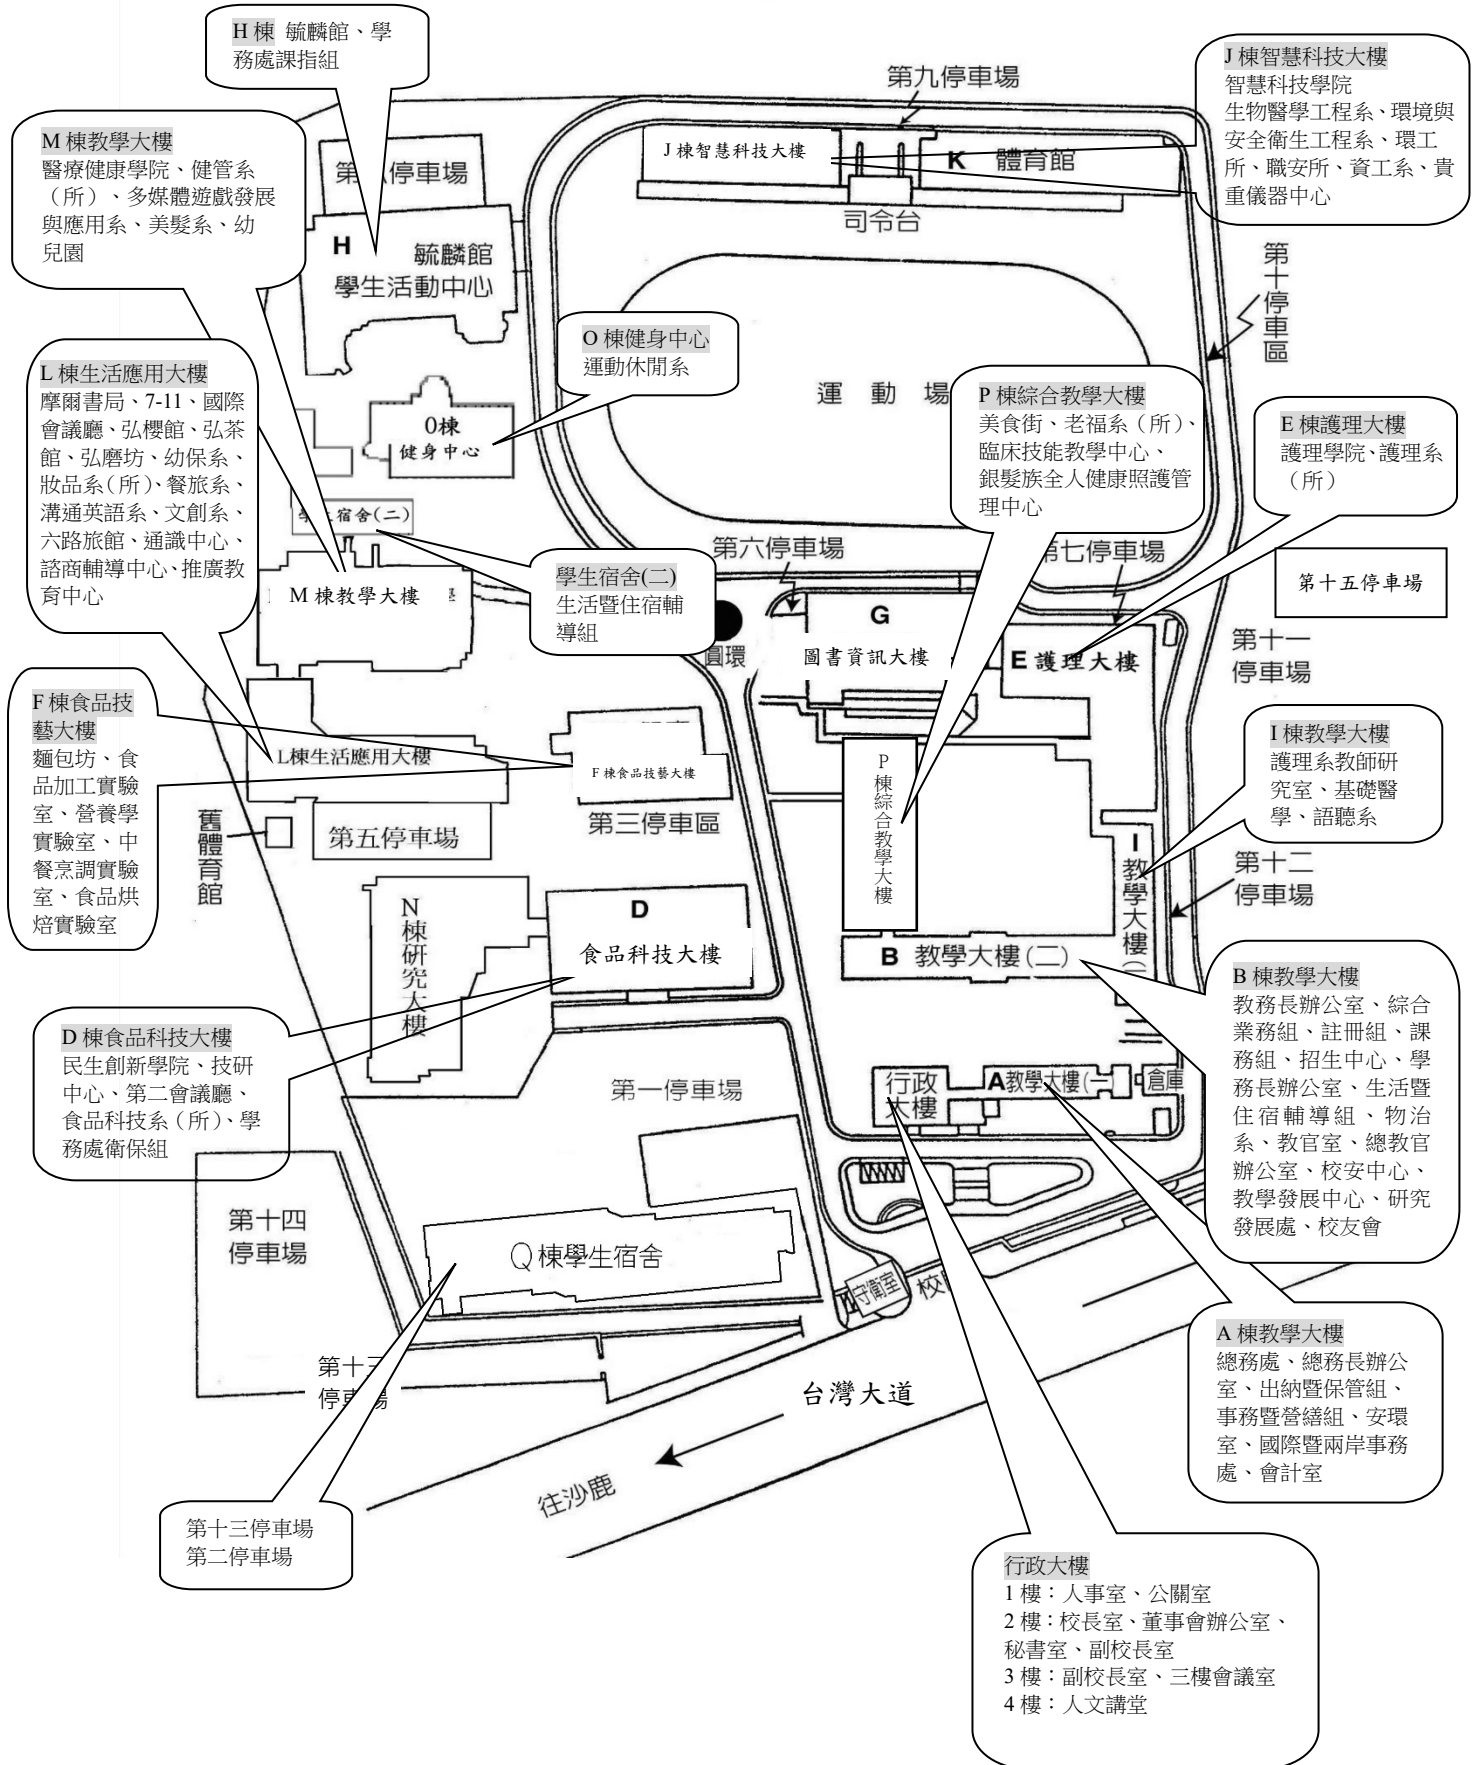 H 棟 毓麟館、學
務處課指組
J 棟智慧科技大樓
智慧科技學院
生物醫學工程系、環境與
安全衛生工程系、環工
所、職安所、資工系、貴
重儀器中心
第九停車場
M 棟教學大樓
醫療健康學院、健管系
（所）、多媒體遊戲發展
與應用系、美髮系、幼
兒園
J 棟智慧科技大樓
K 體育館
司令台
停車場
H 毓麟館
學生活動中心
第十停車區
O 棟健身中心
運動休閒系
L 棟生活應用大樓
摩爾書局、7-11、國際
會議廳、弘櫻館、弘茶
館、弘磨坊、幼保系、
妝品系（所）、餐旅系、
溝通英語系、文創系、
六路旅館、通識中心、
諮商輔導中心、推廣教
育中心
O棟
健身中心
運動場
P 棟綜合教學大樓
美食街、老福系（所）、
臨床技能教學中心、
銀髮族全人健康照護管
理中心
E 棟護理大樓
護理學院、護理系
（所）
宿舍(二)
第六停車場
第七停車場
學生宿舍(二)
生活暨住宿輔
導組
第十五停車場
M 棟教學大樓
圓環
G
圖書資訊大樓
E 護理大樓
第十一
停車場
F 棟食品技
藝大樓
麵包坊、食
品加工實驗
室、營養學
實驗室、中
餐烹調實驗
室、食品烘
焙實驗室
L棟生活應用大樓
F 棟食品技藝大樓
第三停車區
P棟綜合教學大樓
I 棟教學大樓
護理系教師研
究室、基礎醫
學、語聽系
舊體育館
第五停車場
I 教學大樓(
第十二
停車場
N棟研究大樓
D
食品科技大樓
B 教學大樓(二)
B 棟教學大樓
教務長辦公室、綜合
業務組、註冊組、課
務組、招生中心、學
務長辦公室、生活暨
住宿輔導組、物治
系、教官室、總教官
辦公室、校安中心、
教學發展中心、研究
發展處、校友會
D 棟食品科技大樓
民生創新學院、技研
中心、第二會議廳、
食品科技系（所）、學
務處衛保組
第一停車場
行政
大樓
A教學大樓(一)
倉庫
第十四
停車場
Q棟學生宿舍
守衛室
校
A 棟教學大樓
總務處、總務長辦公
室、出納暨保管組、
事務暨營繕組、安環
室、國際暨兩岸事務
處、會計室
第十三
停車場
台灣大道
往沙鹿
第十三停車場
第二停車場
行政大樓
1 樓：人事室、公關室
2 樓：校長室、董事會辦公室、
秘書室、副校長室
3 樓：副校長室、三樓會議室
4 樓：人文講堂